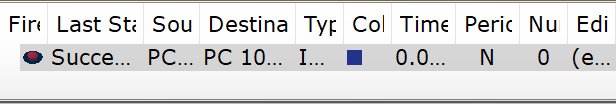 Fire Last Sta Sou Destina Typ Col Time Peric Nu Edi
Succe... PC... PC 10... I... 0.0... N 0 (e...